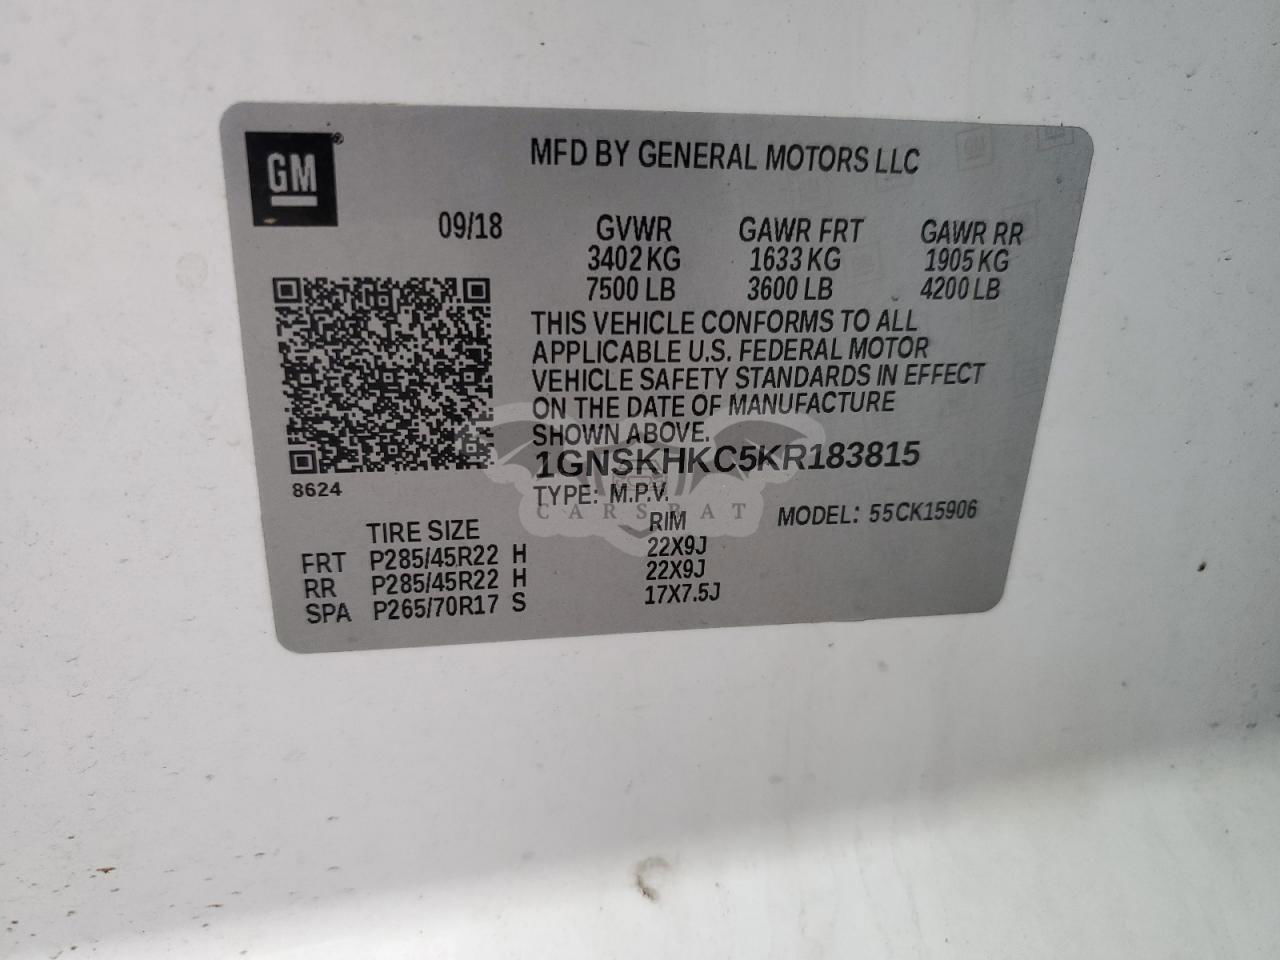 GM
MFD BY GENERAL MOTORS LLC
09/18
GVWR GAWR FRT GAWR RR
3402 KG 1633 KG 1905 KG
7500 LB 3600 LB 4200 LB
THIS VEHICLE CONFORMS TO ALL
APPLICABLE U.S. FEDERAL MOTOR
VEHICLE SAFETY STANDARDS IN EFFECT
ON THE DATE OF MANUFACTURE
SHOWN ABOVE.
1GNSKHKC5KR183815
8624
TYPE: M.P.V.
CARSBAT
MODEL: 55CK15906
TIRE SIZE RIM
FRT P285/45R22 H 22X9J
RR P285/45R22 H 22X9J
SPA P265/70R17 S 17X7.5J